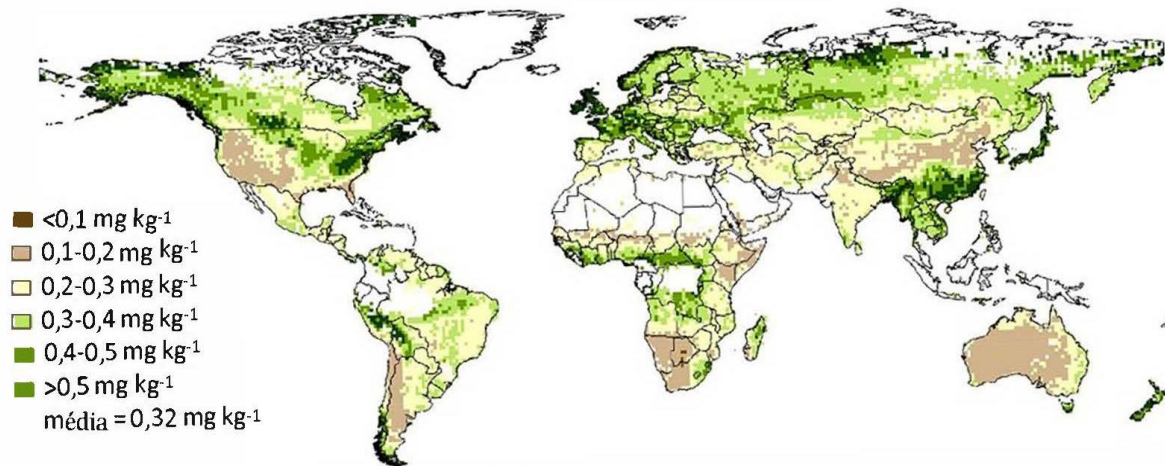 <0,1 mg kg-1
0,1-0,2 mg kg-1
0,2-0,3 mg kg-1
0,3-0,4 mg kg-1
0,4-0,5 mg kg-1
>0,5 mg kg-1
média = 0,32 mg kg-1